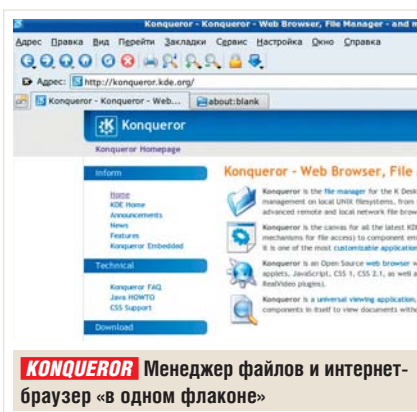 Konqueror - Konqueror - Web Browser, File Manager - and m
Адрес Правка Вид Перейти Закладки Сервис Настройка Окно Справка
Адрес: http://konqueror.kde.org/
Konqueror - Konqueror - Web... about:blank
Konqueror
Konqueror Homepage
Inform
Home
KDE Home
Announcements
News
Features
Konqueror Embedded
Technical
Konqueror FAQ
Java HOWTO
CSS Support
Download
Konqueror - Web Browser, File
Konqueror is the file manager for the K Desk
management on local UNIX filesystems, from
advanced remote and local network file brow
Konqueror is the canvas for all the latest KDE
mechanisms for file access) to component em
it is one of the most customizable application
Konqueror is an Open Source web browser w
applets, JavaScript, CSS 1, CSS 2.1, as well a
RealVideo plugins).
Konqueror is a universal viewing application,
components in itself to view documents witho
KONQUEROR Менеджер файлов и интернет-
браузер «в одном флаконе»